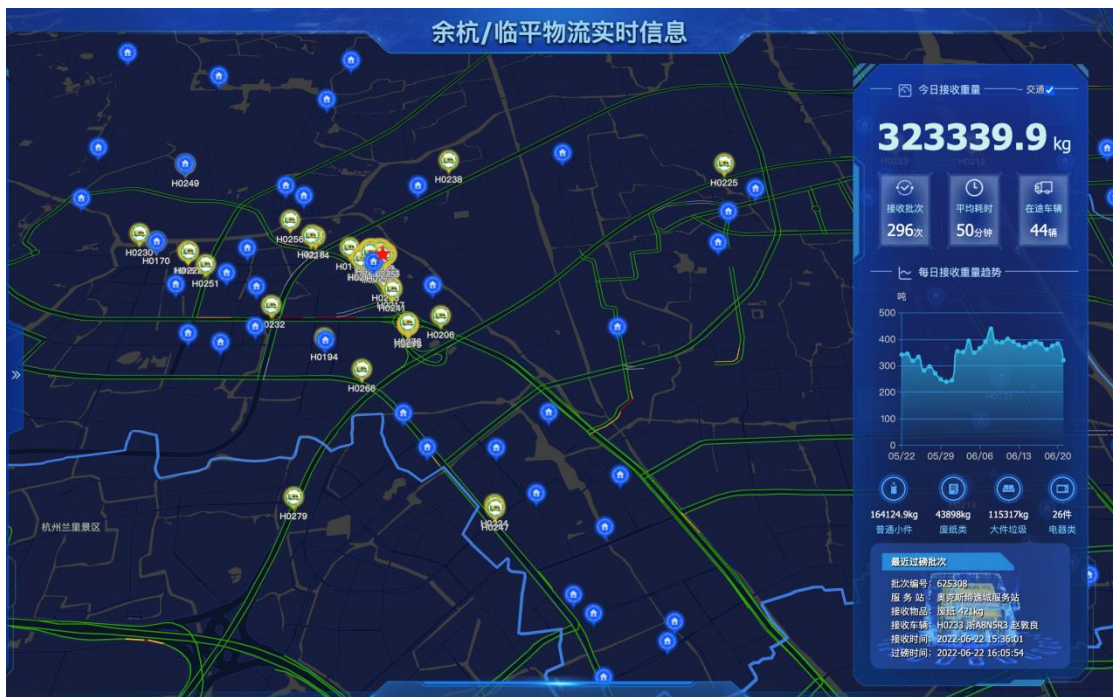 余杭/临平物流实时信息
今日接收重量
交通
323339.9 kg
接收批次
平均耗时
在途车辆
296次
50分钟
44辆
每日接收重量趋势
吨
500
400
300
200
100
0
05/22
05/29
06/06
06/13
06/20
164124.9kg
43898kg
115317kg
26件
普通小件
废纸类
大件垃圾
电器类
最近过磅批次
批次编号：625308
服 务 站：奥克斯缔逸城服务站
接收物品：废纸 421kg
接收车辆：H0233 浙A8N5R3 赵敦良
接收时间：2022-06-22 15:36:01
过磅时间：2022-06-22 16:05:54
H0249
H0238
H0225
H0230
H0170
H0251
H0256
H0241
H0232
H0206
H0194
H0266
H0279
H0247
杭州兰里景区